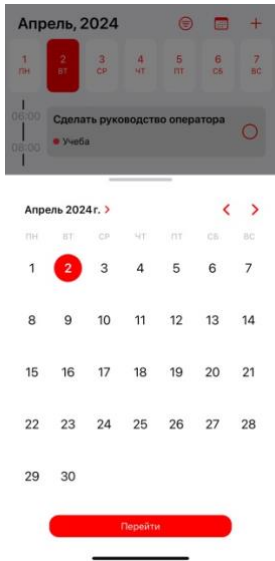 Апрель, 2024
1 2 3 4 5 6 7
ПН ВТ СР ЧТ ПТ Сб ВС
06:00
Сделать руководство оператора
Учеба
08:00
Апрель 2024 г. >
ПН ВТ СР ЧТ ПТ СБ ВС
1 2 3 4 5 6 7
8 9 10 11 12 13 14
15 16 17 18 19 20 21
22 23 24 25 26 27 28
29 30
Перейти